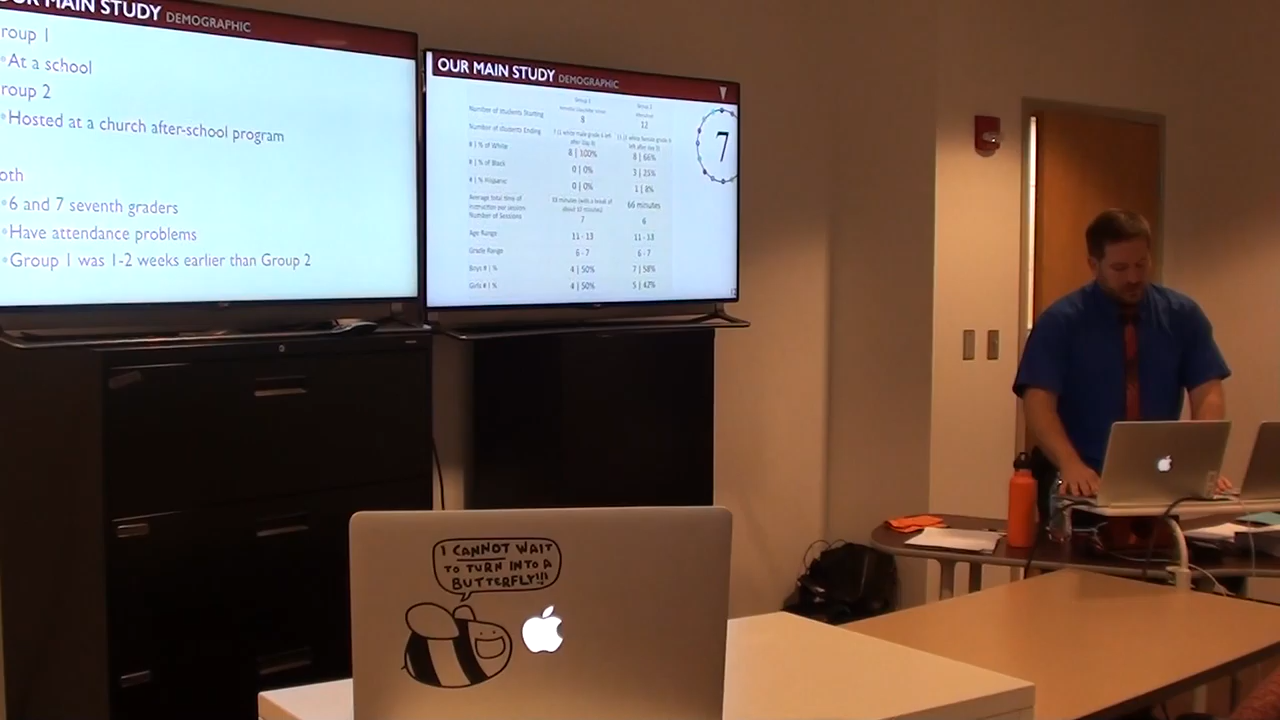 OUR MAIN STUDY DEMOGRAPHIC
roup 1
•At a school
roup 2
•Hosted at a church after-school program
oth
•6 and 7 seventh graders
•Have attendance problems
•Group 1 was 1-2 weeks earlier than Group 2
OUR MAIN STUDY DEMOGRAPHIC
7
Group 1 Group 2
Number of students Starting 8 12
Number of students Ending
# | % of White 8 | 100% 8 | 66%
# | % of Black 0 | 0% 3 | 25%
# | % Hispanic 0 | 0% 1 | 8%
Average total time of
instruction per session 66 minutes
Number of Sessions 7 6
Age Range 11 - 13 11 - 13
Grade Range 6 - 7 6 - 7
Boys # | % 4 | 50% 7 | 58%
Girls # | % 4 | 50% 5 | 42%
I CANNOT WAIT
TO TURN INTO A
BUTTERFLY!!!